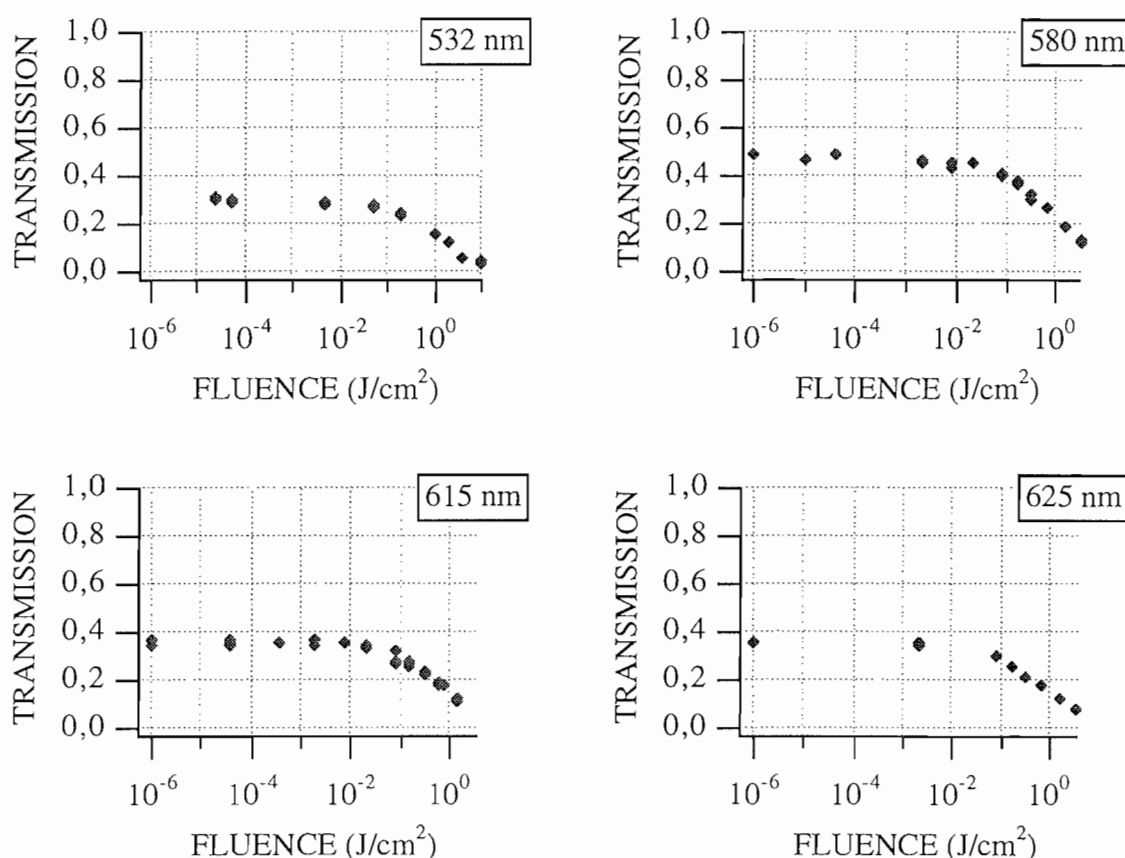 532 nm
TRANSMISSION
1,0
0,8
0,6
0,4
0,2
0,0
10^-6 10^-4 10^-2 10^0
FLUENCE (J/cm^2)
580 nm
TRANSMISSION
1,0
0,8
0,6
0,4
0,2
0,0
10^-6 10^-4 10^-2 10^0
FLUENCE (J/cm^2)
615 nm
TRANSMISSION
1,0
0,8
0,6
0,4
0,2
0,0
10^-6 10^-4 10^-2 10^0
FLUENCE (J/cm^2)
625 nm
TRANSMISSION
1,0
0,8
0,6
0,4
0,2
0,0
10^-6 10^-4 10^-2 10^0
FLUENCE (J/cm^2)